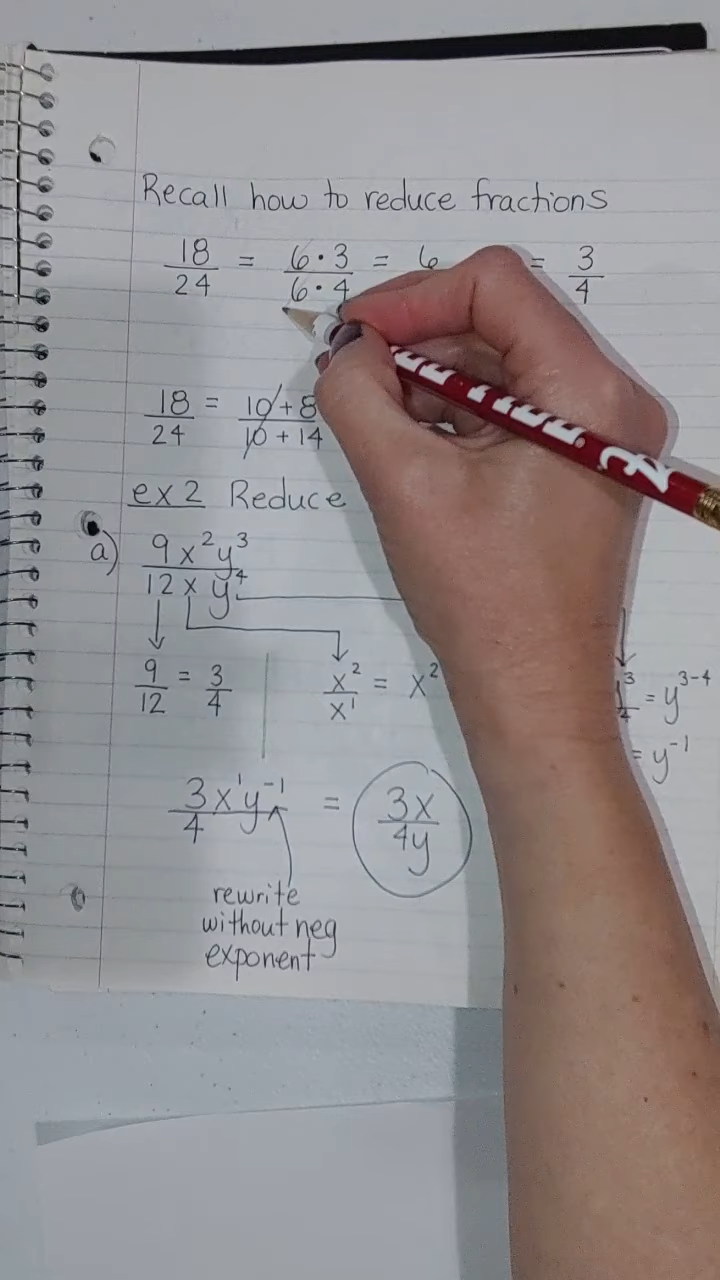 Recall how to reduce fractions
18/24 = 6·3/6·4 = 6 = 3/4
18/24 = 10+8/10+14
ex2 Reduce
a) 9x²y³/12xy⁴
9/12 = 3/4 x²/x¹ = x² = y³⁻⁴
= y⁻¹
3x¹y⁻¹/4 = 3x/4y
rewrite
without neg
exponent